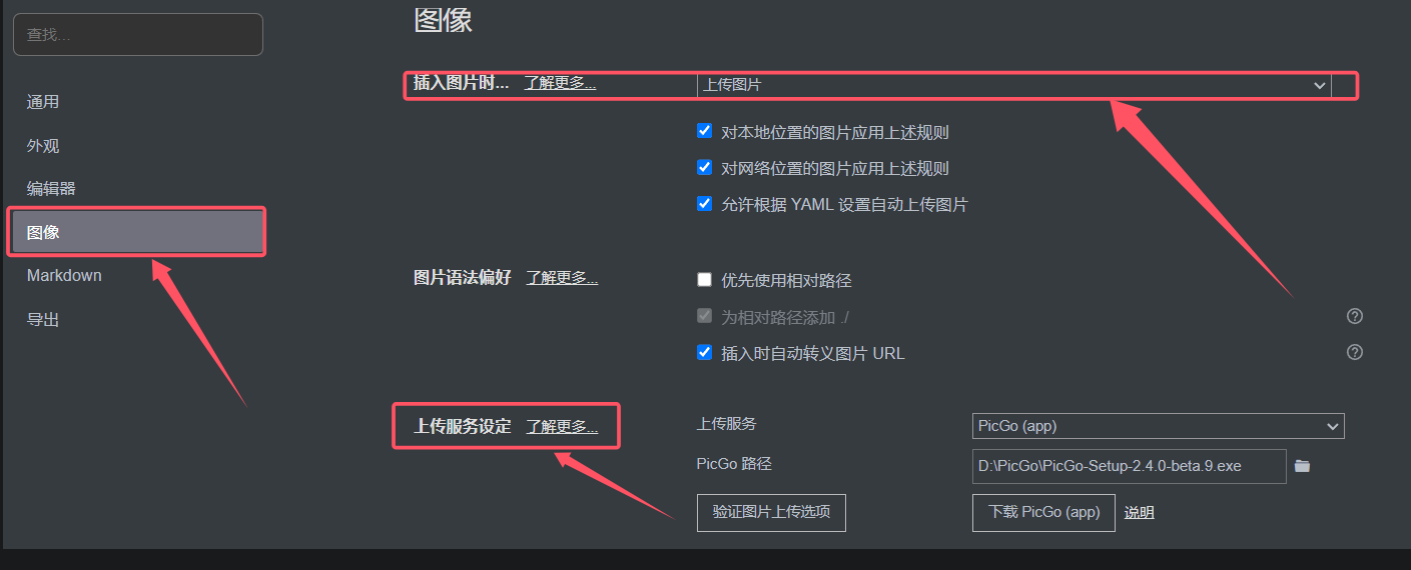 图像
查找...
插入图片时... 了解更多... 上传图片
通用
对本地位置的图片应用上述规则
外观
对网络位置的图片应用上述规则
编辑器
允许根据 YAML 设置自动上传图片
图像
Markdown
图片语法偏好 了解更多... 优先使用相对路径
导出
为相对路径添加 ./
插入时自动转义图片 URL
上传服务设定 了解更多... 上传服务 PicGo (app)
PicGo 路径 D:\PicGo\PicGo-Setup-2.4.0-beta.9.exe
验证图片上传选项 下载 PicGo (app) 说明